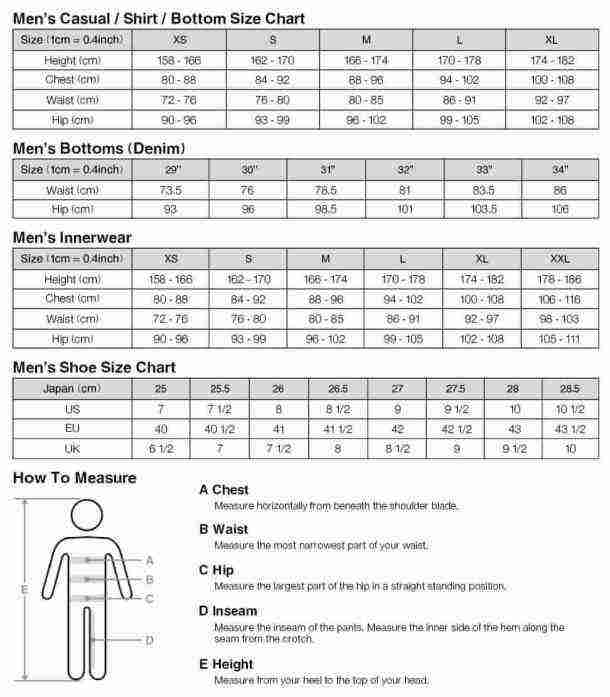 Men's Casual / Shirt / Bottom Size Chart
Size (1cm = 0.4inch) XS S M L XL
Height (cm) 158 - 166 162 - 170 166 - 174 170 - 178 174 - 182
Chest (cm) 80 - 88 84 - 92 88 - 96 94 - 102 100 - 108
Waist (cm) 72 - 76 76 - 80 80 - 85 86 - 91 92 - 97
Hip (cm) 90 - 96 93 - 99 96 - 102 99 - 105 102 - 108
Men's Bottoms (Denim)
Size (1cm = 0.4inch) 29" 30" 31" 32" 33" 34"
Waist (cm) 73.5 76 78.5 81 83.5 86
Hip (cm) 93 96 98.5 101 103.5 106
Men's Innerwear
Size (1cm = 0.4inch) XS S M L XL XXL
Height (cm) 158 - 166 162 - 170 166 - 174 170 - 178 174 - 182 178 - 186
Chest (cm) 80 - 88 84 - 92 88 - 96 94 - 102 100 - 108 106 - 116
Waist (cm) 72 - 76 76 - 80 80 - 85 86 - 91 92 - 97 98 - 103
Hip (cm) 90 - 96 93 - 99 96 - 102 99 - 105 102 - 108 105 - 111
Men's Shoe Size Chart
Japan (cm) 25 25.5 26 26.5 27 27.5 28 28.5
US 7 7 1/2 8 8 1/2 9 9 1/2 10 10 1/2
EU 40 40 1/2 41 41 1/2 42 42 1/2 43 43 1/2
UK 6 1/2 7 7 1/2 8 8 1/2 9 9 1/2 10
How To Measure
A
B
C
D
E
A Chest
Measure horizontally from beneath the shoulder blade.
B Waist
Measure the most narrowest part of your waist.
C Hip
Measure the largest part of the hip in a straight standing position.
D Inseam
Measure the inseam of the pants. Measure the inner side of the hem along the
seam from the crotch.
E Height
Measure from your heel to the top of your head.